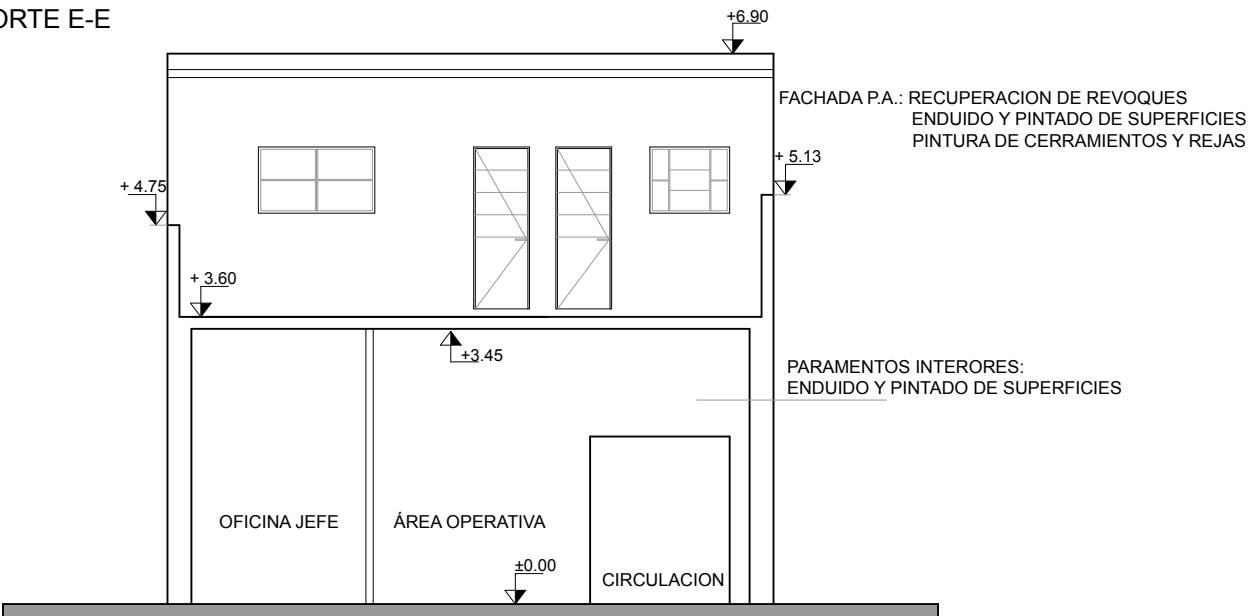 ORTE E-E
+6.90
FACHADA P.A.: RECUPERACION DE REVOQUES
ENDUIDO Y PINTADO DE SUPERFICIES
PINTURA DE CERRAMIENTOS Y REJAS
+ 5.13
+ 4.75
+ 3.60
+3.45
PARAMENTOS INTERORES:
ENDUIDO Y PINTADO DE SUPERFICIES
OFICINA JEFE
ÁREA OPERATIVA
±0.00
CIRCULACION